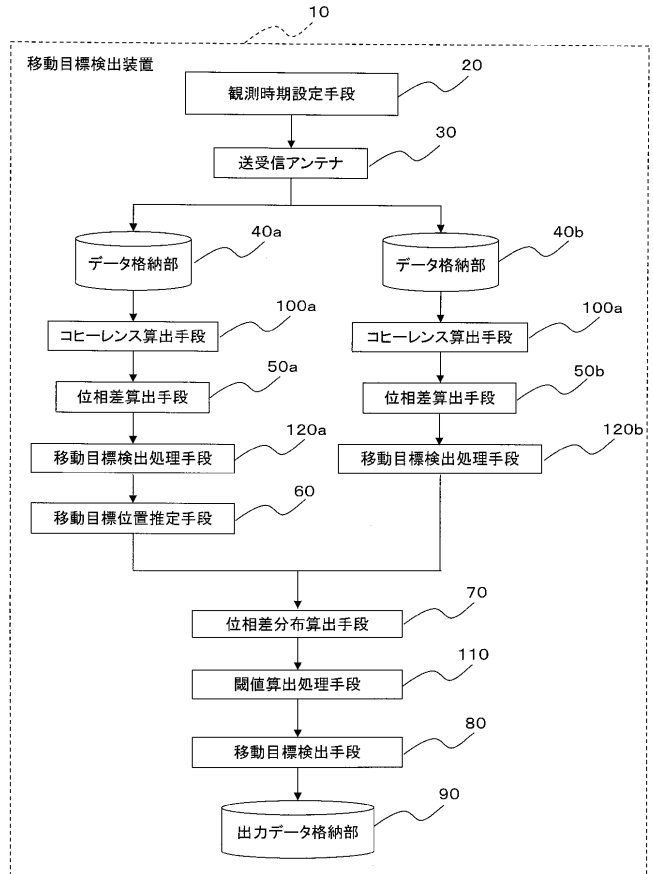 10
移動目標検出装置
20
観測時期設定手段
30
送受信アンテナ
40a
データ格納部
40b
データ格納部
100a
コヒーレンス算出手段
100a
コヒーレンス算出手段
50a
位相差算出手段
50b
位相差算出手段
120a
移動目標検出処理手段
120b
移動目標検出処理手段
60
移動目標位置推定手段
70
位相差分布算出手段
110
閾値算出処理手段
80
移動目標検出手段
90
出力データ格納部